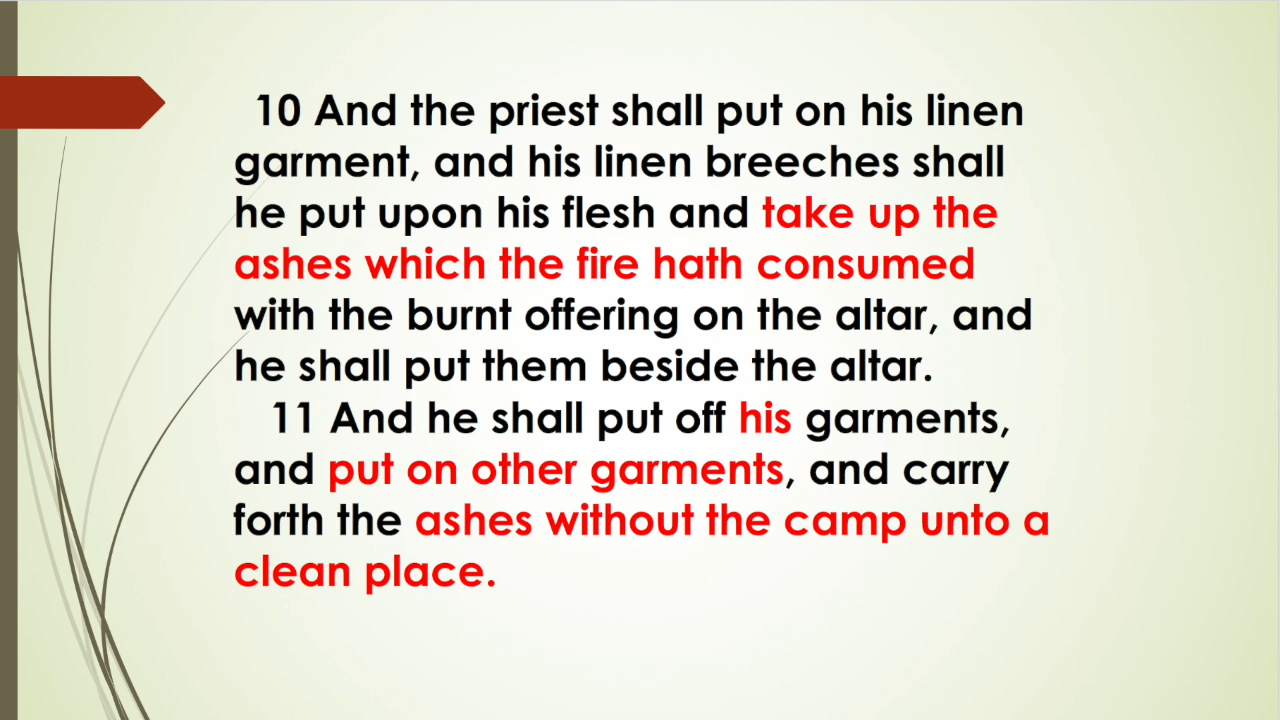 10 And the priest shall put on his linen
garment, and his linen breeches shall
he put upon his flesh and take up the
ashes which the fire hath consumed
with the burnt offering on the altar, and
he shall put them beside the altar.
11 And he shall put off his garments,
and put on other garments, and carry
forth the ashes without the camp unto a
clean place.